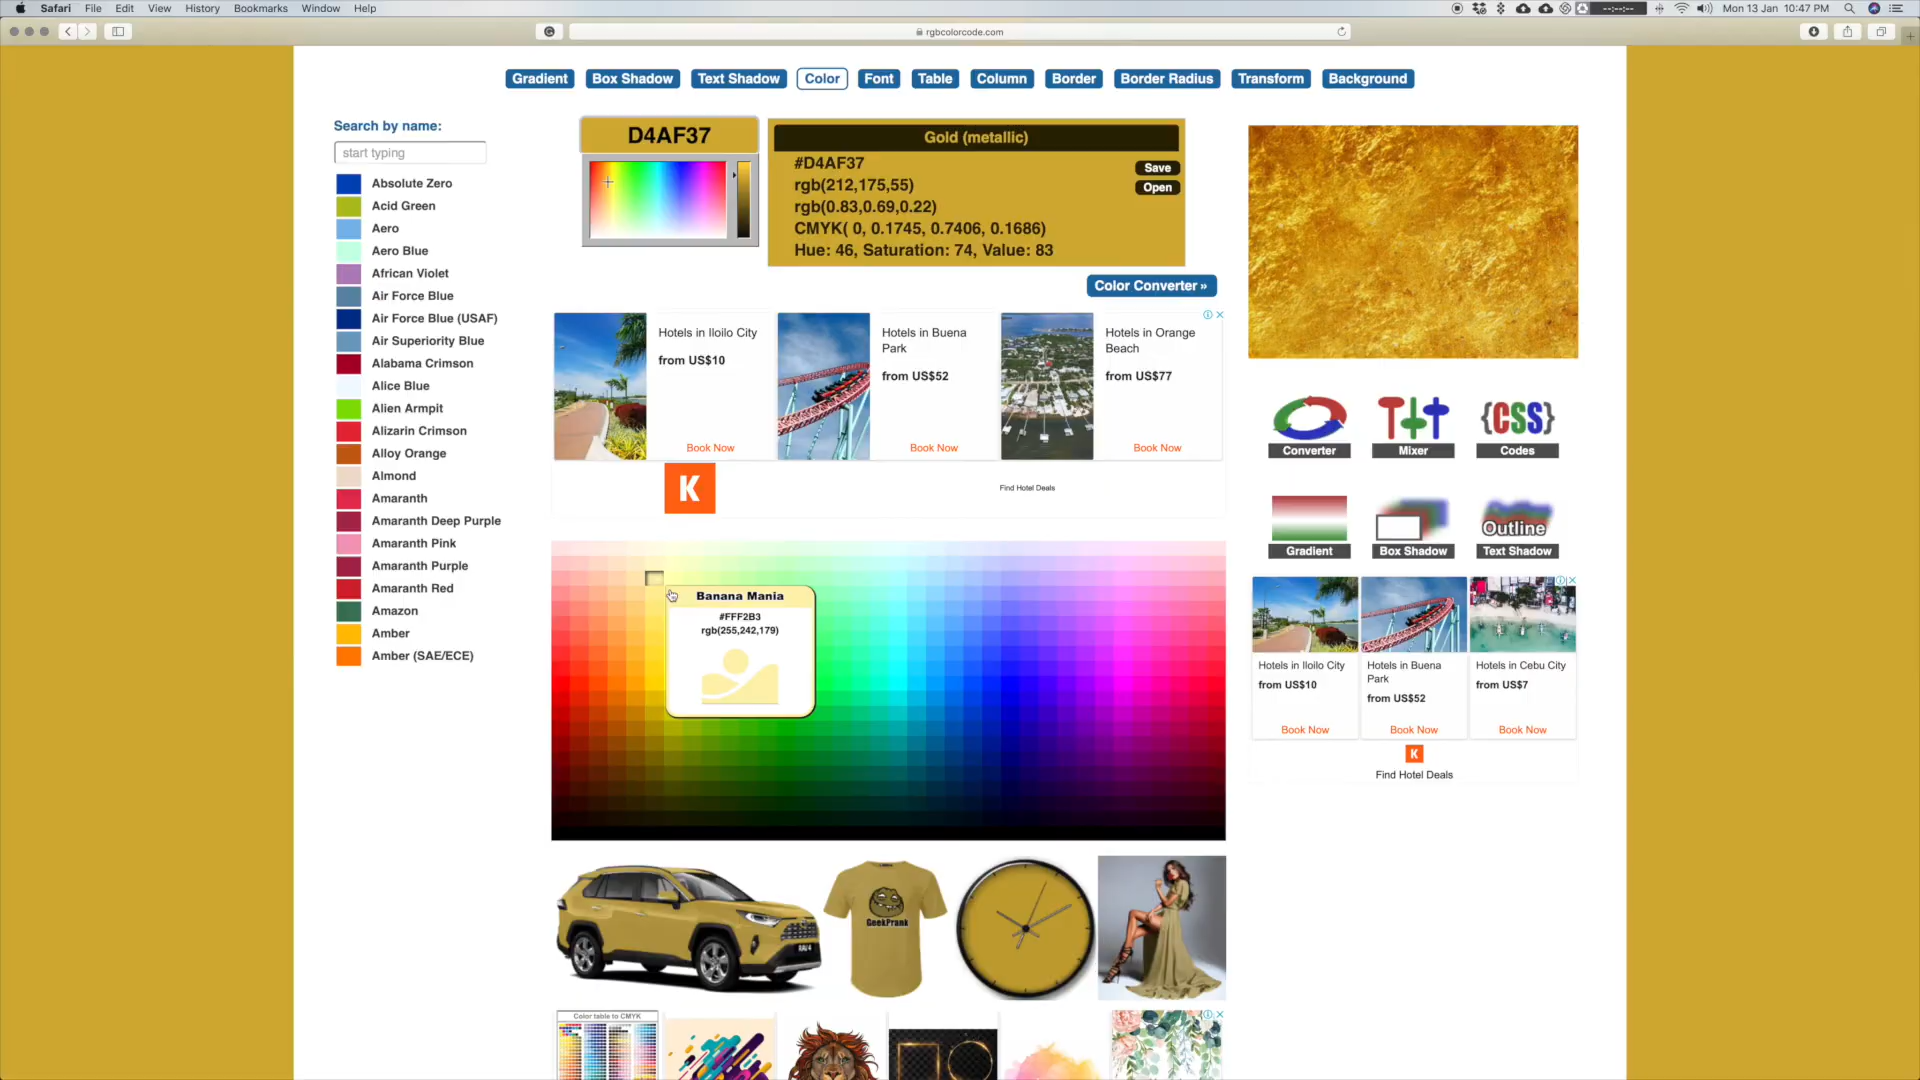 Safari File Edit View History Bookmarks Window Help
--:--:--
Mon 13 Jan 10:47 PM
rgbcolorcode.com
Gradient Box Shadow Text Shadow Color Font Table Column Border Border Radius Transform Background
Search by name:
start typing
Absolute Zero
Acid Green
Aero
Aero Blue
African Violet
Air Force Blue
Air Force Blue (USAF)
Air Superiority Blue
Alabama Crimson
Alice Blue
Alien Armpit
Alizarin Crimson
Alloy Orange
Almond
Amaranth
Amaranth Deep Purple
Amaranth Pink
Amaranth Purple
Amaranth Red
Amazon
Amber
Amber (SAE/ECE)
D4AF37
Gold (metallic)
#D4AF37
rgb(212,175,55)
rgb(0.83,0.69,0.22)
CMYK( 0, 0.1745, 0.7406, 0.1686)
Hue: 46, Saturation: 74, Value: 83
Save
Open
Color Converter »
Hotels in Iloilo City
from US$10
Book Now
Hotels in Buena
Park
from US$52
Book Now
Hotels in Orange
Beach
from US$77
Book Now
K
Find Hotel Deals
Banana Mania
#FFF2B3
rgb(255,242,179)
GeekPrank
Color table to CMYK
Converter
Mixer
{CSS}
Codes
Gradient
Box Shadow
Outline
Text Shadow
Hotels in Iloilo City
from US$10
Book Now
Hotels in Buena
Park
from US$52
Book Now
Hotels in Cebu City
from US$7
Book Now
K
Find Hotel Deals